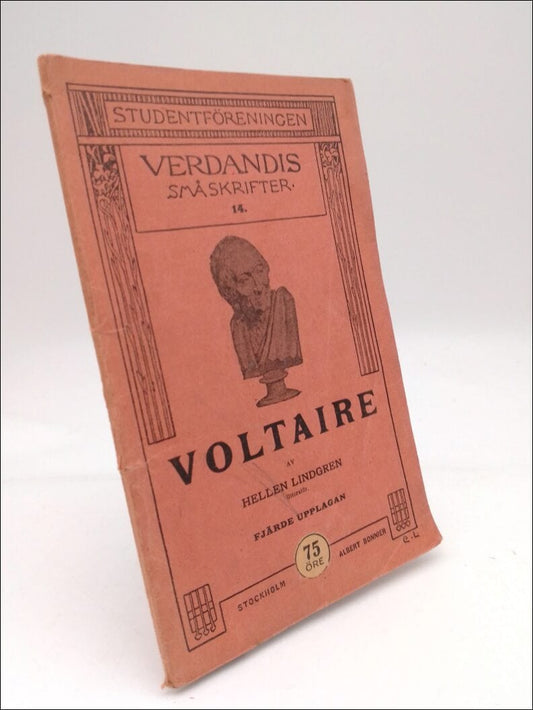 STUDENTFÖRENINGEN
VERDANDIS
SMÅSKRIFTER.
14.
VOLTAIRE
AV
HELLEN LINDGREN
FJÄRDE UPPLAGAN
75
ÖRE
STOCKHOLM
ALBERT BONNIER
C-L